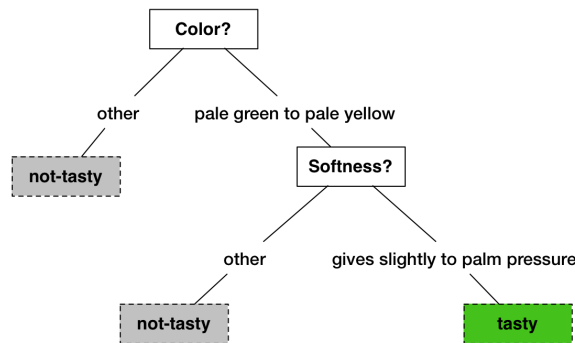 Color?
other
pale green to pale yellow
not-tasty
Softness?
other
gives slightly to palm pressure
not-tasty
tasty